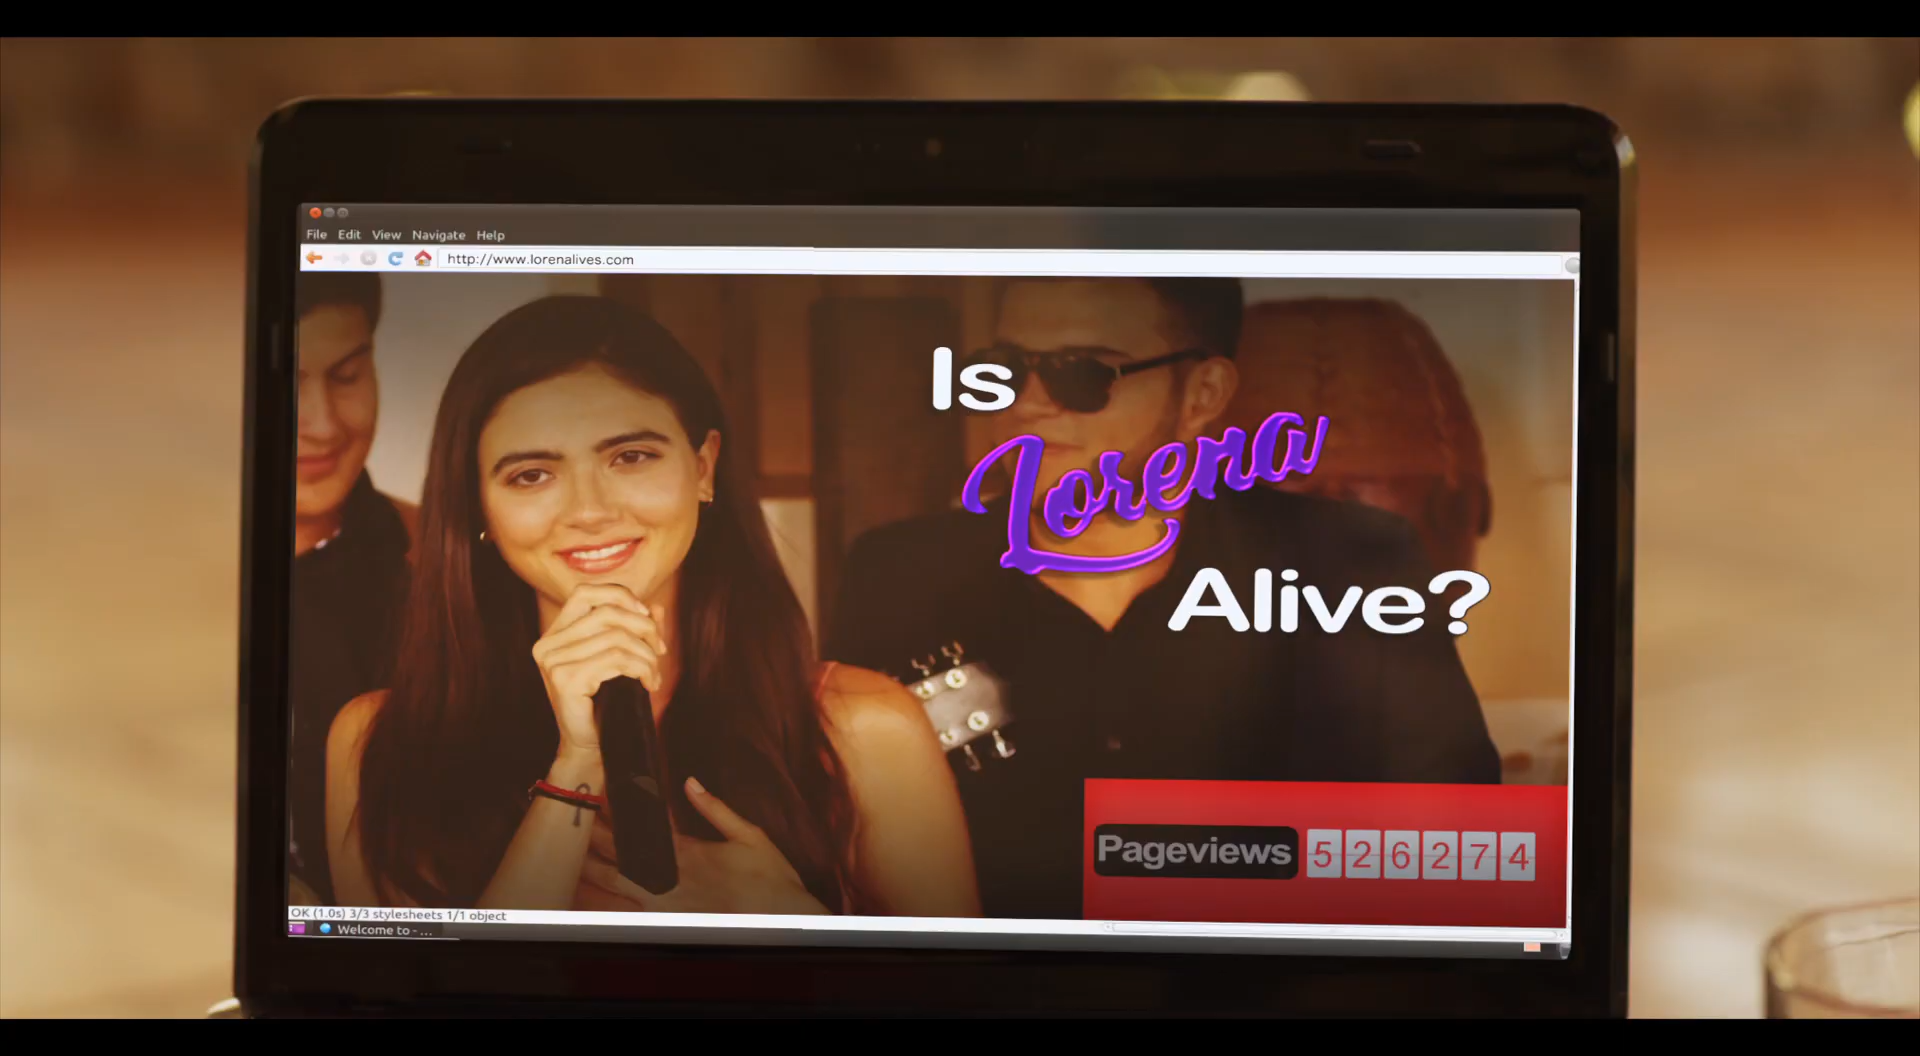 File Edit View Navigate Help
http://www.lorenalives.com
Is
Lorena
Alive?
Pageviews 526274
OK (1.0s) 3/3 stylesheets 1/1 object
Welcome to - ...